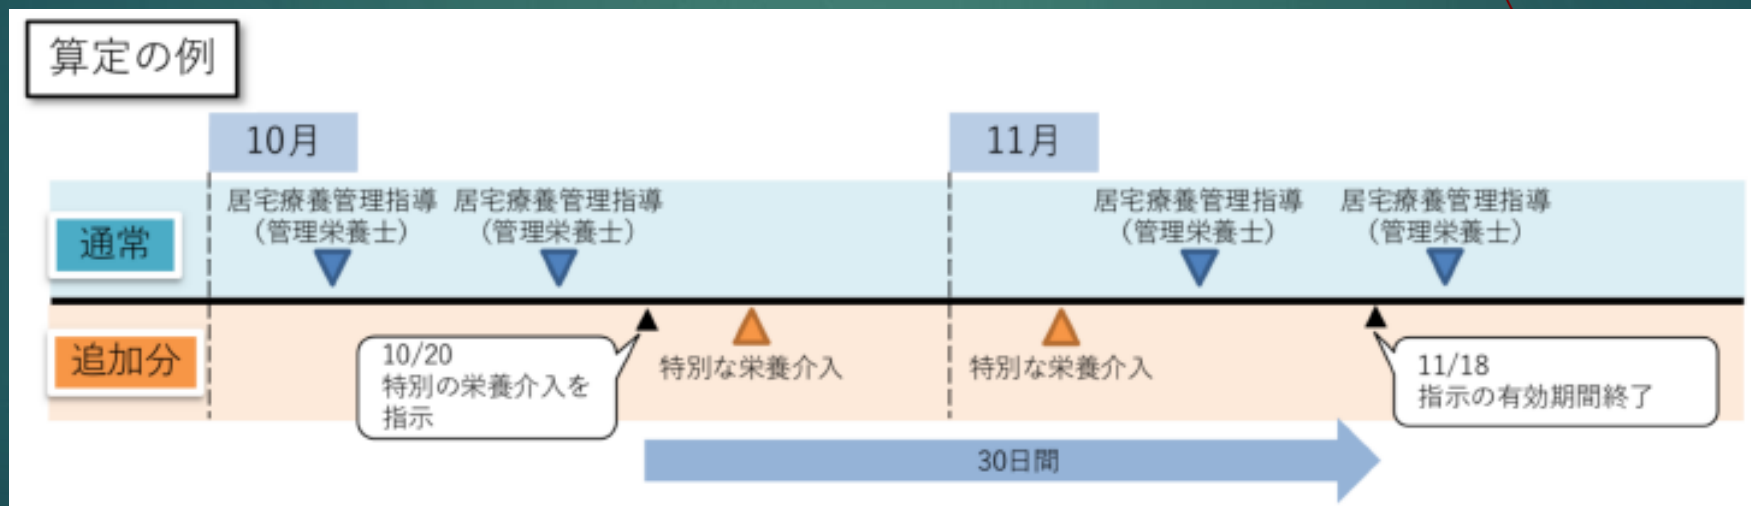 算定の例
10月
11月
通常
居宅療養管理指導
（管理栄養士）
居宅療養管理指導
（管理栄養士）
居宅療養管理指導
（管理栄養士）
居宅療養管理指導
（管理栄養士）
追加分
10/20
特別の栄養介入を
指示
特別な栄養介入
特別な栄養介入
11/18
指示の有効期間終了
30日間